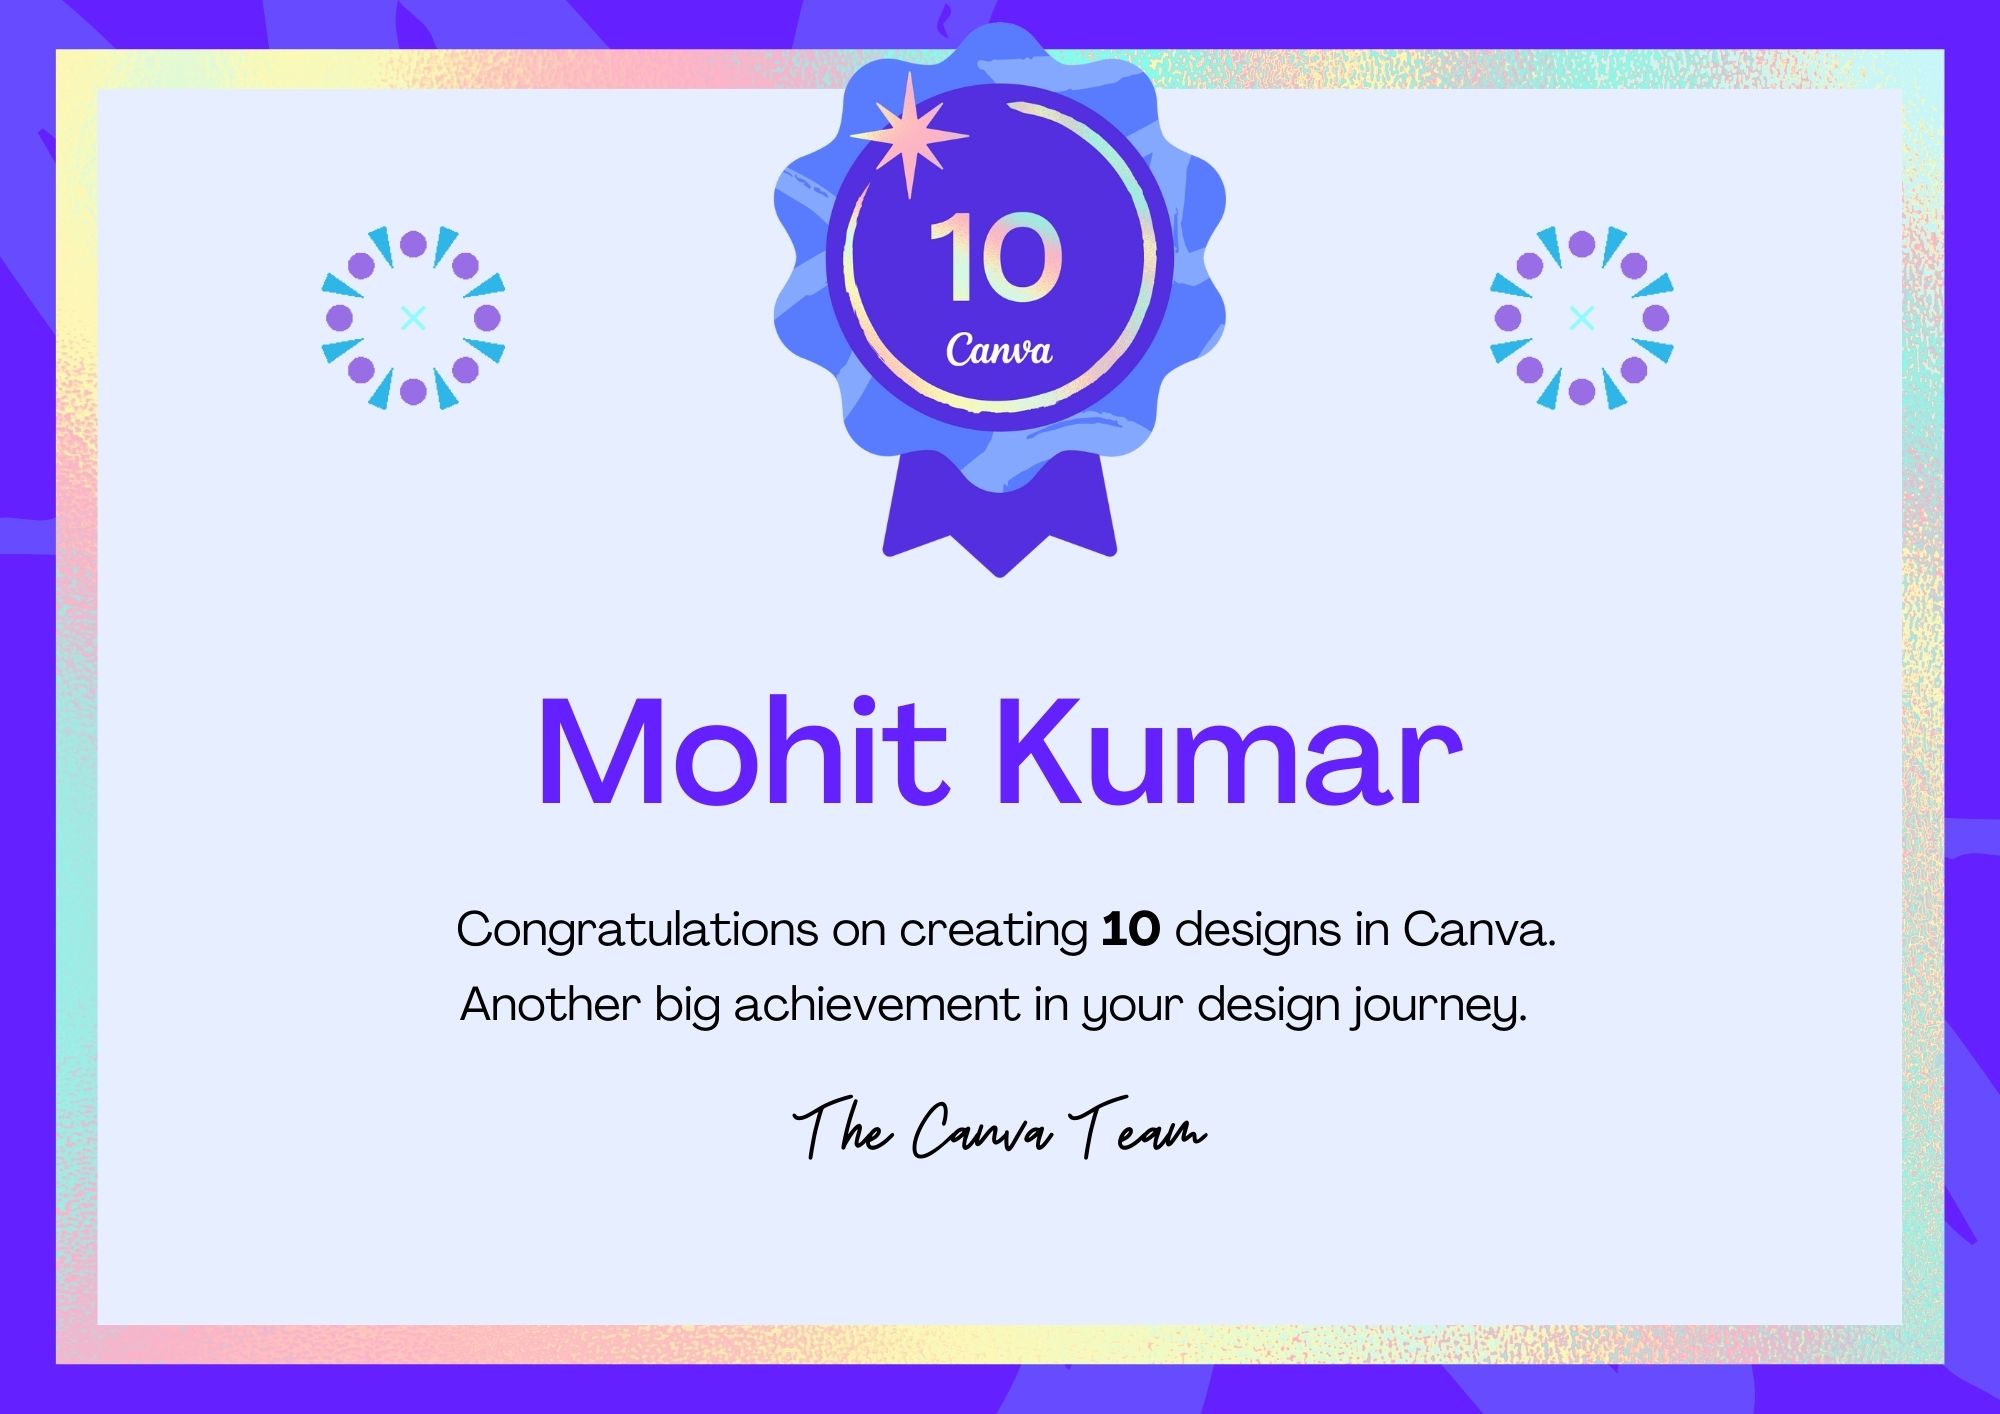 10
Canva
Mohit Kumar
Congratulations on creating 10 designs in Canva.
Another big achievement in your design journey.
The Canva Team